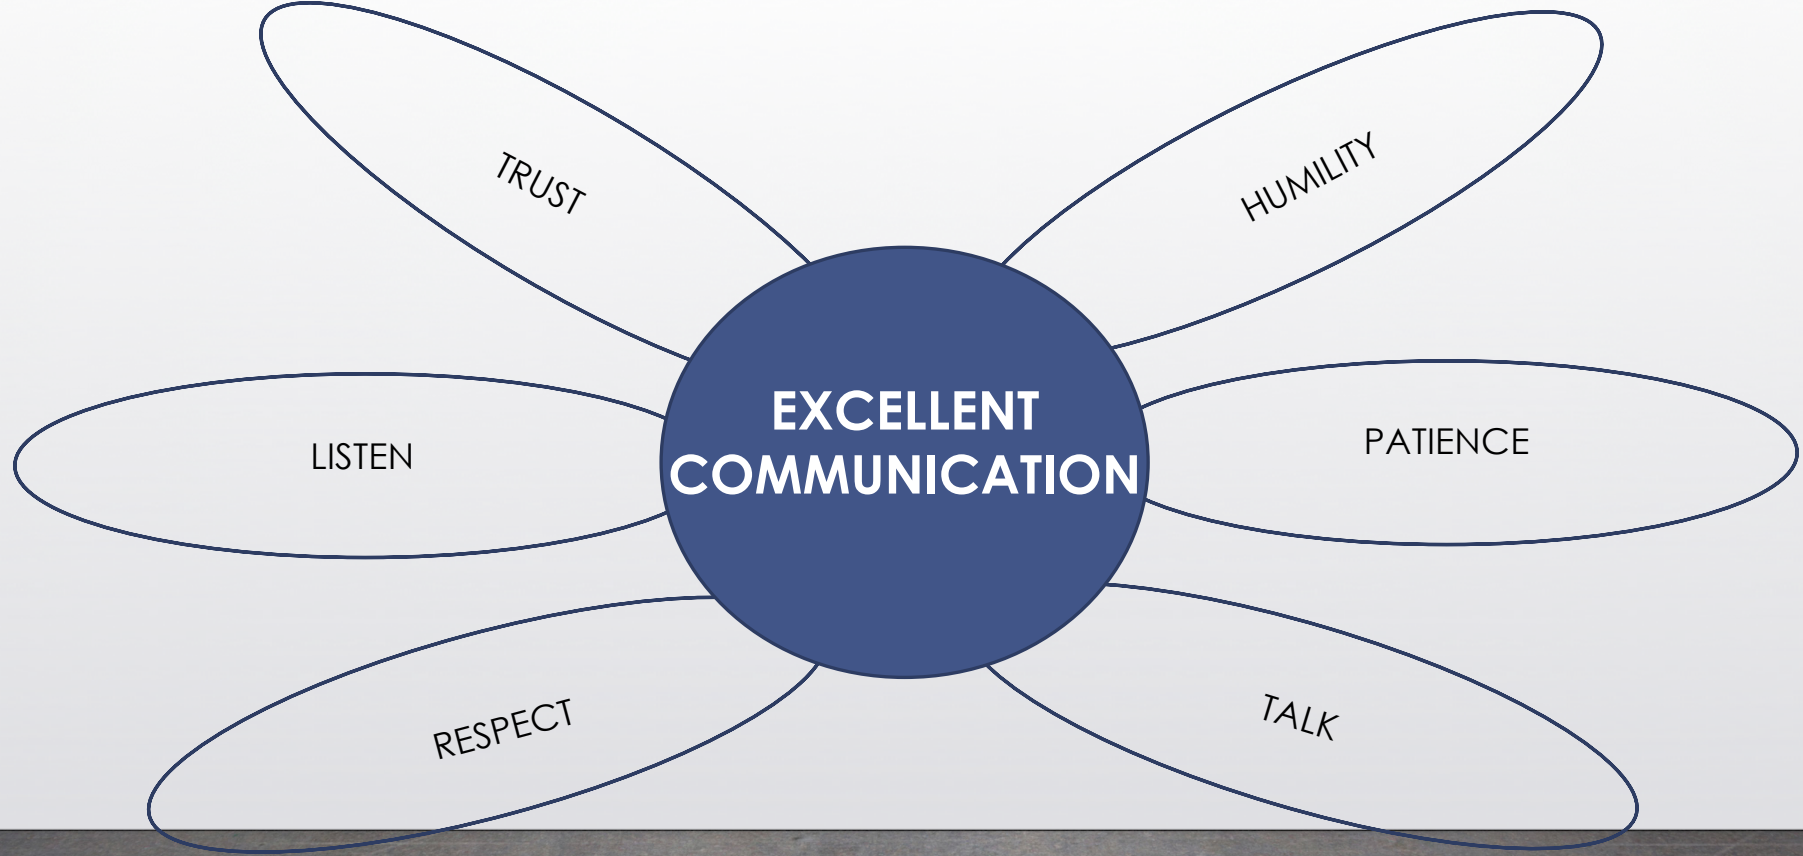 TRUST
HUMILITY
EXCELLENT
COMMUNICATION
LISTEN
PATIENCE
RESPECT
TALK